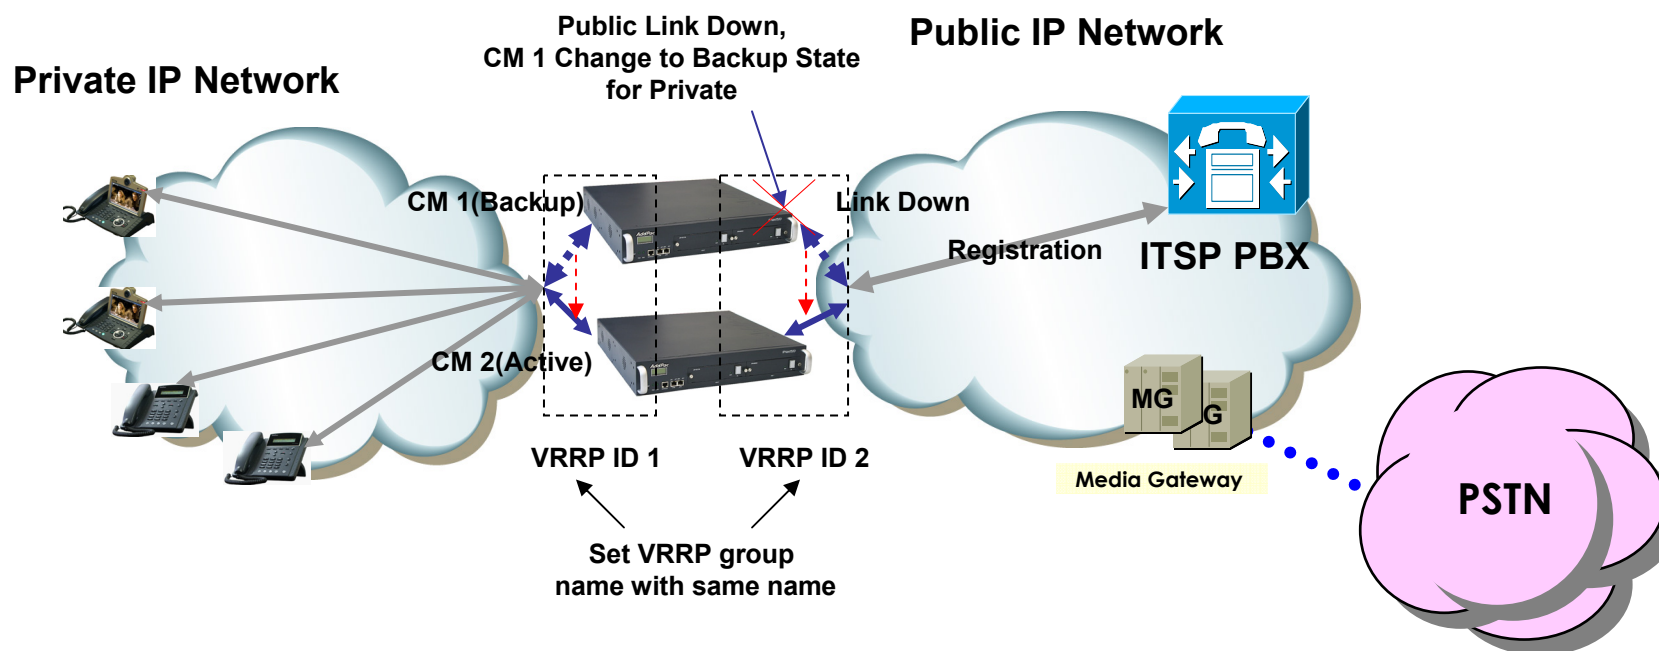 Public Link Down,
CM 1 Change to Backup State
for Private
Public IP Network
Private IP Network
CM 1(Backup)
Link Down
Registration
ITSP PBX
CM 2(Active)
MG
G
VRRP ID 1
VRRP ID 2
Media Gateway
PSTN
Set VRRP group
name with same name